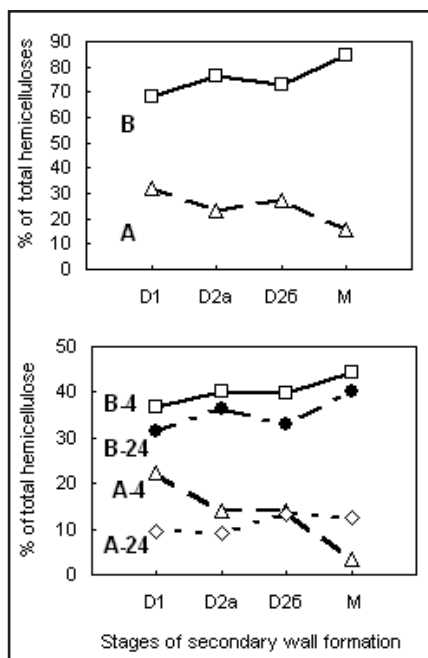 % of total hemicelluloses
90
80
70
60
50
40
30
20
10
0
B
A
D1 D2a D2б M
% of total hemicellulose
50
40
30
20
10
0
B-4
B-24
A-4
A-24
D1 D2a D2б M
Stages of secondary wall formation